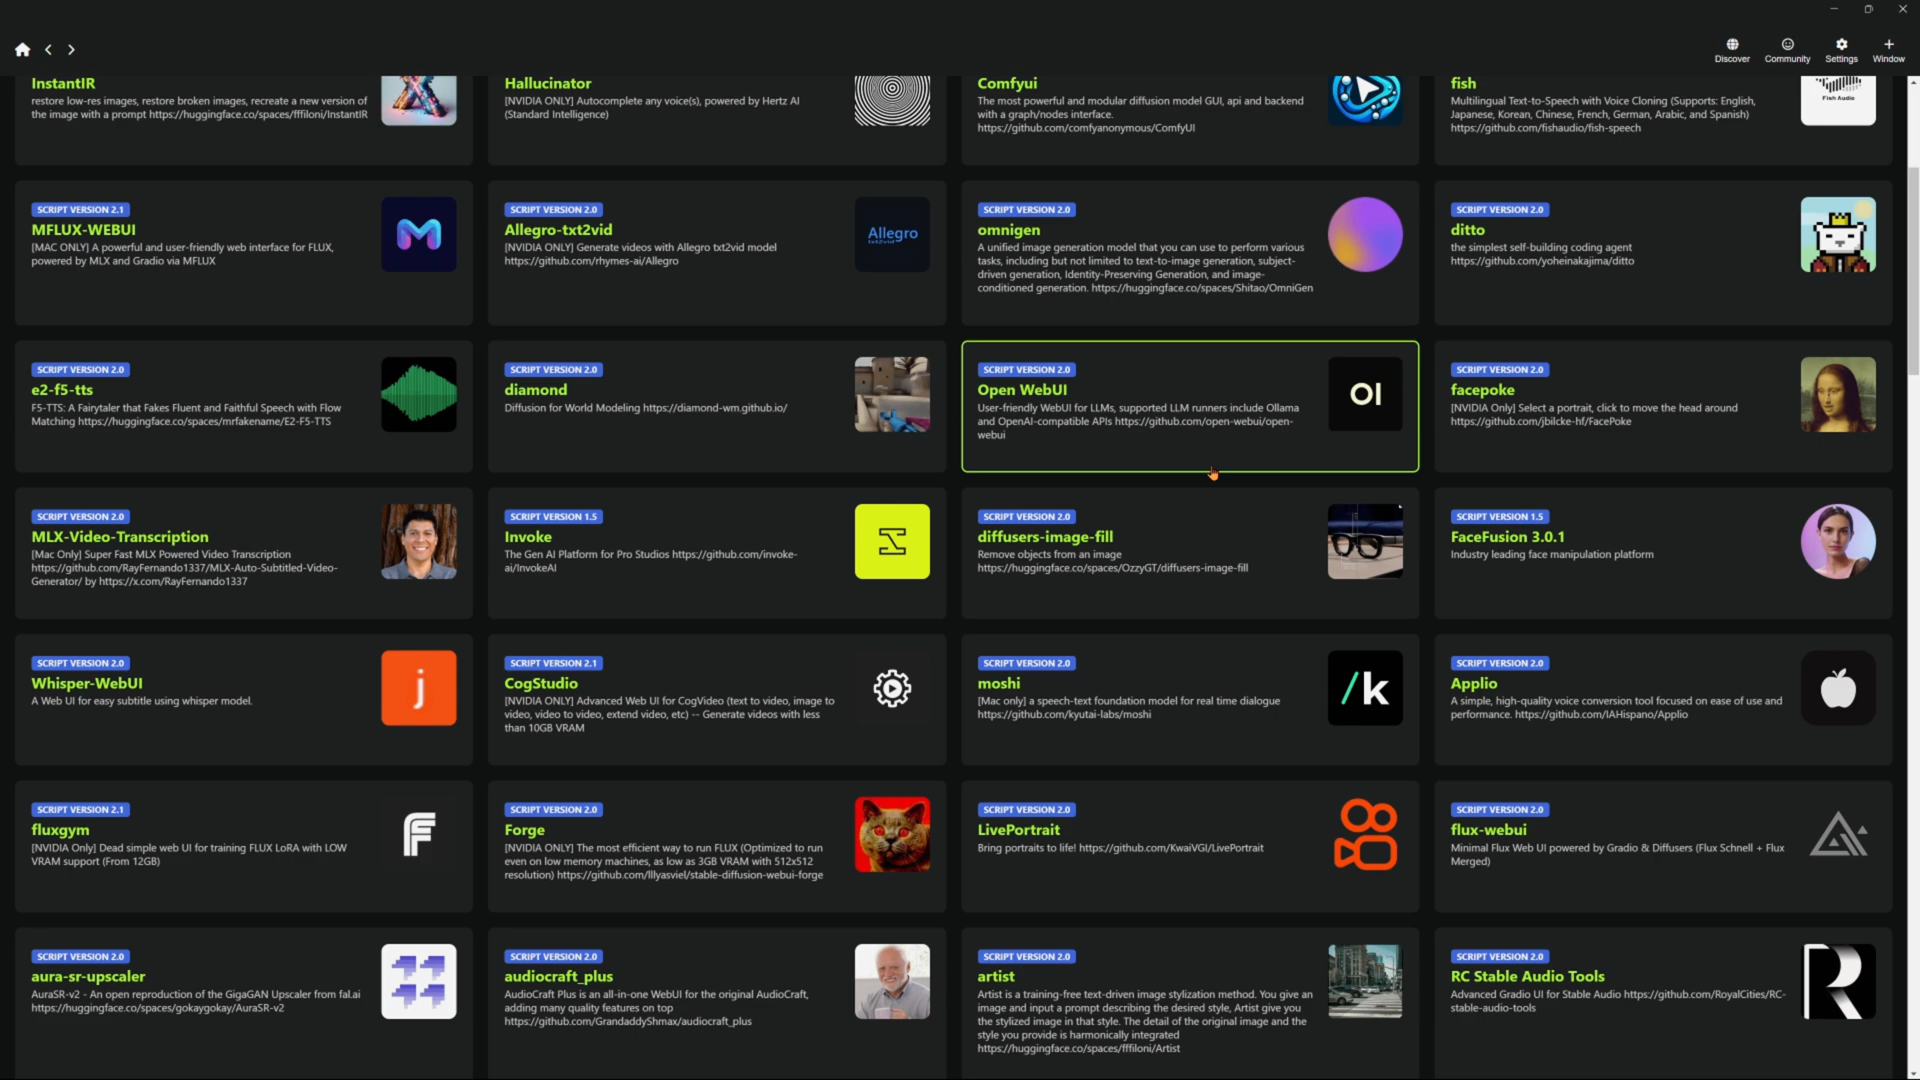 Discover
Community
Settings
Window
InstantIR
restore low-res images, restore broken images, recreate a new version of
the image with a prompt https://huggingface.co/spaces/fffiloni/InstantIR
Hallucinator
[NVIDIA ONLY] Autocomplete any voice(s), powered by Hertz AI
(Standard Intelligence)
Comfyui
The most powerful and modular diffusion model GUI, api and backend
with a graph/nodes interface.
https://github.com/comfyanonymous/ComfyUI
fish
Multilingual Text-to-Speech with Voice Cloning (Supports: English,
Japanese, Korean, Chinese, French, German, Arabic, and Spanish)
https://github.com/fishaudio/fish-speech
Fish Audio
SCRIPT VERSION 2.1
MFLUX-WEBUI
[MAC ONLY] A powerful and user-friendly web interface for FLUX,
powered by MLX and Gradio via MFLUX
SCRIPT VERSION 2.0
Allegro-txt2vid
[NVIDIA ONLY] Generate videos with Allegro txt2vid model
https://github.com/rhymes-ai/Allegro
Allegro
txt2vid
SCRIPT VERSION 2.0
omnigen
A unified image generation model that you can use to perform various
tasks, including but not limited to text-to-image generation, subject-
driven generation, Identity-Preserving Generation, and image-
conditioned generation. https://huggingface.co/spaces/Shitao/OmniGen
SCRIPT VERSION 2.0
ditto
the simplest self-building coding agent
https://github.com/yoheinakajima/ditto
SCRIPT VERSION 2.0
e2-f5-tts
F5-TTS: A Fairytaler that Fakes Fluent and Faithful Speech with Flow
Matching https://huggingface.co/spaces/mrfakename/E2-F5-TTS
SCRIPT VERSION 2.0
diamond
Diffusion for World Modeling https://diamond-wm.github.io/
SCRIPT VERSION 2.0
Open WebUI
User-friendly WebUI for LLMs, supported LLM runners include Ollama
and OpenAI-compatible APIs https://github.com/open-webui/open-
webui
OI
SCRIPT VERSION 2.0
facepoke
[NVIDIA Only] Select a portrait, click to move the head around
https://github.com/jbilcke-hf/FacePoke
SCRIPT VERSION 2.0
MLX-Video-Transcription
[Mac Only] Super Fast MLX Powered Video Transcription
https://github.com/RayFernando1337/MLX-Auto-Subtitled-Video-
Generator/ by https://x.com/RayFernando1337
SCRIPT VERSION 1.5
Invoke
The Gen AI Platform for Pro Studios https://github.com/invoke-
ai/InvokeAI
SCRIPT VERSION 2.0
diffusers-image-fill
Remove objects from an image
https://huggingface.co/spaces/OzzyGT/diffusers-image-fill
SCRIPT VERSION 1.5
FaceFusion 3.0.1
Industry leading face manipulation platform
SCRIPT VERSION 2.0
Whisper-WebUI
A Web UI for easy subtitle using whisper model.
j
SCRIPT VERSION 2.1
CogStudio
[NVIDIA ONLY] Advanced Web UI for CogVideo (text to video, image to
video, video to video, extend video, etc) -- Generate videos with less
than 10GB VRAM
SCRIPT VERSION 2.0
moshi
[Mac only] a speech-text foundation model for real time dialogue
https://github.com/kyutai-labs/moshi
/k
SCRIPT VERSION 2.0
Applio
A simple, high-quality voice conversion tool focused on ease of use and
performance. https://github.com/IAHispano/Applio
SCRIPT VERSION 2.1
fluxgym
[NVIDIA Only] Dead simple web UI for training FLUX LoRA with LOW
VRAM support (From 12GB)
F
SCRIPT VERSION 2.0
Forge
[NVIDIA ONLY] The most efficient way to run FLUX (Optimized to run
even on low memory machines, as low as 3GB VRAM with 512x512
resolution) https://github.com/lllyasviel/stable-diffusion-webui-forge
SCRIPT VERSION 2.0
LivePortrait
Bring portraits to life! https://github.com/KwaiVGI/LivePortrait
SCRIPT VERSION 2.0
flux-webui
Minimal Flux Web UI powered by Gradio & Diffusers (Flux Schnell + Flux
Merged)
SCRIPT VERSION 2.0
aura-sr-upscaler
AuraSR-v2 - An open reproduction of the GigaGAN Upscaler from fal.ai
https://huggingface.co/spaces/gokaygokay/AuraSR-v2
SCRIPT VERSION 2.0
audiocraft_plus
AudioCraft Plus is an all-in-one WebUI for the original AudioCraft,
adding many quality features on top
https://github.com/GrandaddyShmax/audiocraft_plus
SCRIPT VERSION 2.0
artist
Artist is a training-free text-driven image stylization method. You give an
image and input a prompt describing the desired style, Artist give you
the stylized image in that style. The detail of the original image and the
style you provide is harmonically integrated
https://huggingface.co/spaces/fffiloni/Artist
SCRIPT VERSION 2.0
RC Stable Audio Tools
Advanced Gradio UI for Stable Audio https://github.com/RoyalCities/RC-
stable-audio-tools
R